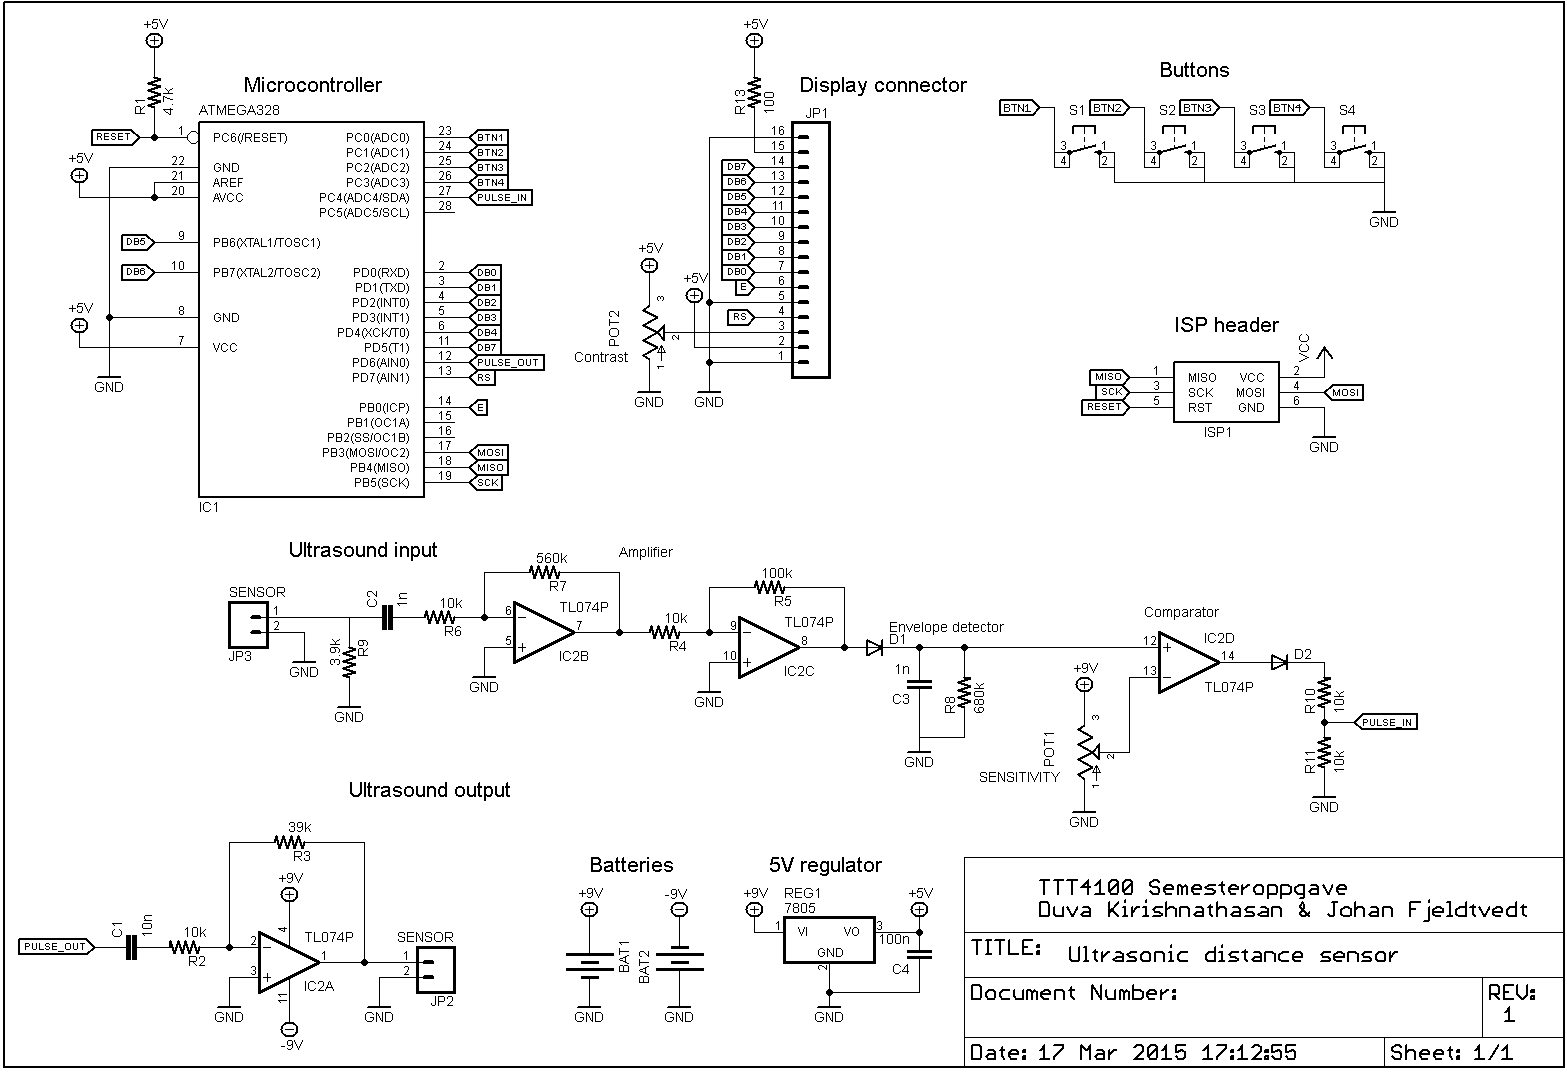 Microcontroller
+5V
R1
4.7k
ATMEGA328
RESET
1
PC6(/RESET)
+5V
22
GND
21
AREF
20
AVCC
DB5
9
PB6(XTAL1/TOSC1)
DB6
10
PB7(XTAL2/TOSC2)
+5V
8
GND
7
VCC
GND
PC0(ADC0)
23
BTN1
PC1(ADC1)
24
BTN2
PC2(ADC2)
25
BTN3
PC3(ADC3)
26
BTN4
PC4(ADC4/SDA)
27
PULSE_IN
PC5(ADC5/SCL)
28
PD0(RXD)
2
DB0
PD1(TXD)
3
DB1
PD2(INT0)
4
DB2
PD3(INT1)
5
DB3
PD4(XCK/T0)
6
DB4
PD5(T1)
11
DB7
PD6(AIN0)
12
PULSE_OUT
PD7(AIN1)
13
RS
PB0(ICP)
14
E
PB1(OC1A)
15
PB2(SS/OC1B)
16
PB3(MOSI/OC2)
17
MOSI
PB4(MISO)
18
MISO
PB5(SCK)
19
SCK
IC1
Display connector
+5V
R13
100
JP1
16
15
DB7
14
DB6
13
DB5
12
DB4
11
DB3
10
DB2
9
DB1
8
DB0
7
E
6
5
RS
4
3
2
1
+5V
+5V
POT2
Contrast
3
2
1
GND
GND
Buttons
BTN1
S1
3
4
1
2
BTN2
S2
3
4
1
2
BTN3
S3
3
4
1
2
BTN4
S4
3
4
1
2
GND
ISP header
VCC
MISO
1
MISO
VCC
2
SCK
3
SCK
MOSI
4
MOSI
RESET
5
RST
GND
6
ISP1
GND
Ultrasound input
Amplifier
SENSOR
1
2
JP3
GND
3.9k
R9
GND
C2
1n
10k
R6
560k
R7
6
5
7
TL074P
IC2B
GND
10k
R4
100k
R5
9
10
8
TL074P
IC2C
GND
Envelope detector
D1
1n
C3
R8
680k
GND
Comparator
12
13
14
IC2D
TL074P
+9V
POT1
SENSITIVITY
3
2
1
GND
D2
R10
10k
PULSE_IN
R11
10k
GND
Ultrasound output
PULSE_OUT
C1
10n
10k
R2
39k
R3
+9V
4
TL074P
2
3
1
IC2A
11
-9V
GND
SENSOR
1
2
JP2
GND
Batteries
+9V
-9V
BAT1
BAT2
GND
GND
5V regulator
+9V
REG1
7805
1
VI
VO
3
GND
2
+5V
100n
C4
GND
TTT4100 Semesteroppgave
Duva Kirishnathasan & Johan Fjeldtvedt
TITLE: Ultrasonic distance sensor
Document Number:
REV:
1
Date: 17 Mar 2015 17:12:55
Sheet: 1/1